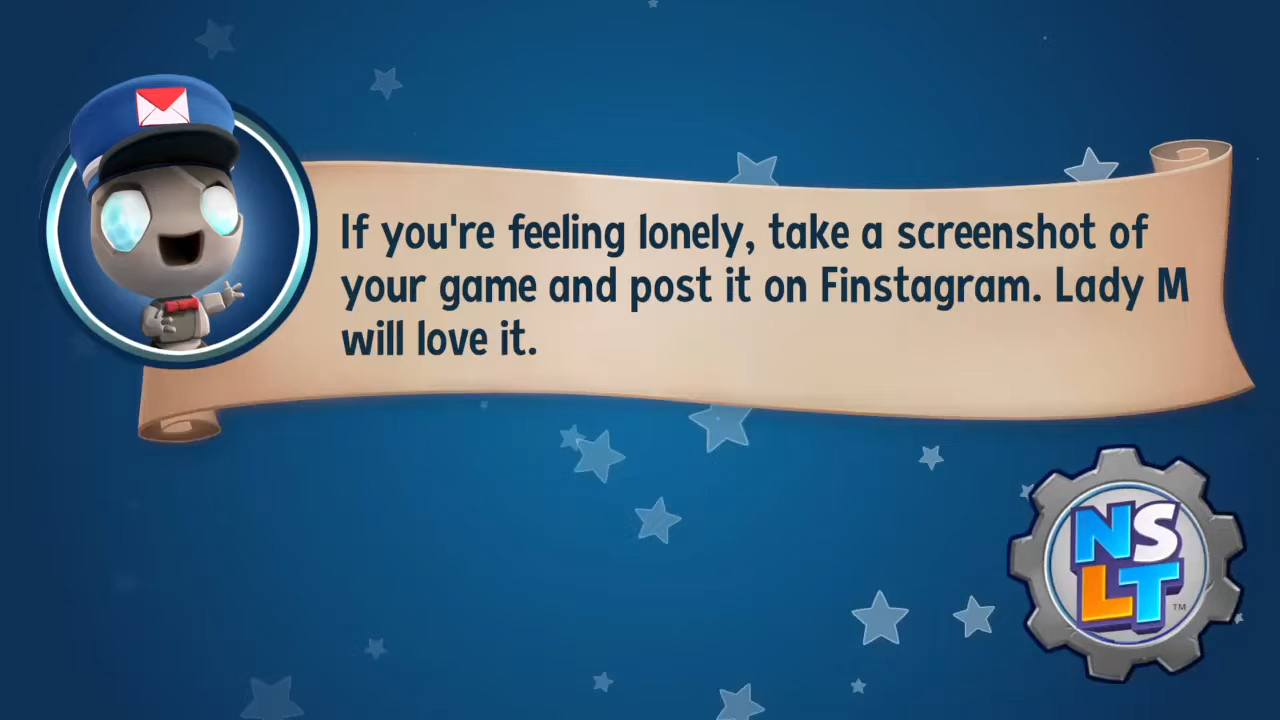 If you're feeling lonely, take a screenshot of
your game and post it on Finstagram. Lady M
will love it.
NS
LT
TM